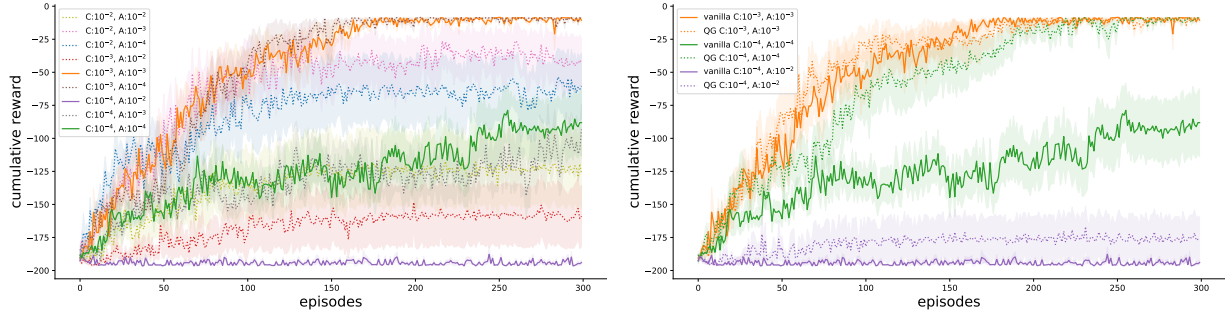 0
−25
−50
−75
−100
−125
−150
−175
−200
cumulative reward
C:10⁻², A:10⁻²
C:10⁻², A:10⁻³
C:10⁻², A:10⁻⁴
C:10⁻³, A:10⁻²
C:10⁻³, A:10⁻³
C:10⁻³, A:10⁻⁴
C:10⁻⁴, A:10⁻²
C:10⁻⁴, A:10⁻³
C:10⁻⁴, A:10⁻⁴
0 50 100 150 200 250 300
episodes
0
−25
−50
−75
−100
−125
−150
−175
−200
cumulative reward
vanilla C:10⁻³, A:10⁻³
QG C:10⁻³, A:10⁻³
vanilla C:10⁻⁴, A:10⁻⁴
QG C:10⁻⁴, A:10⁻⁴
vanilla C:10⁻⁴, A:10⁻²
QG C:10⁻⁴, A:10⁻²
0 50 100 150 200 250 300
episodes